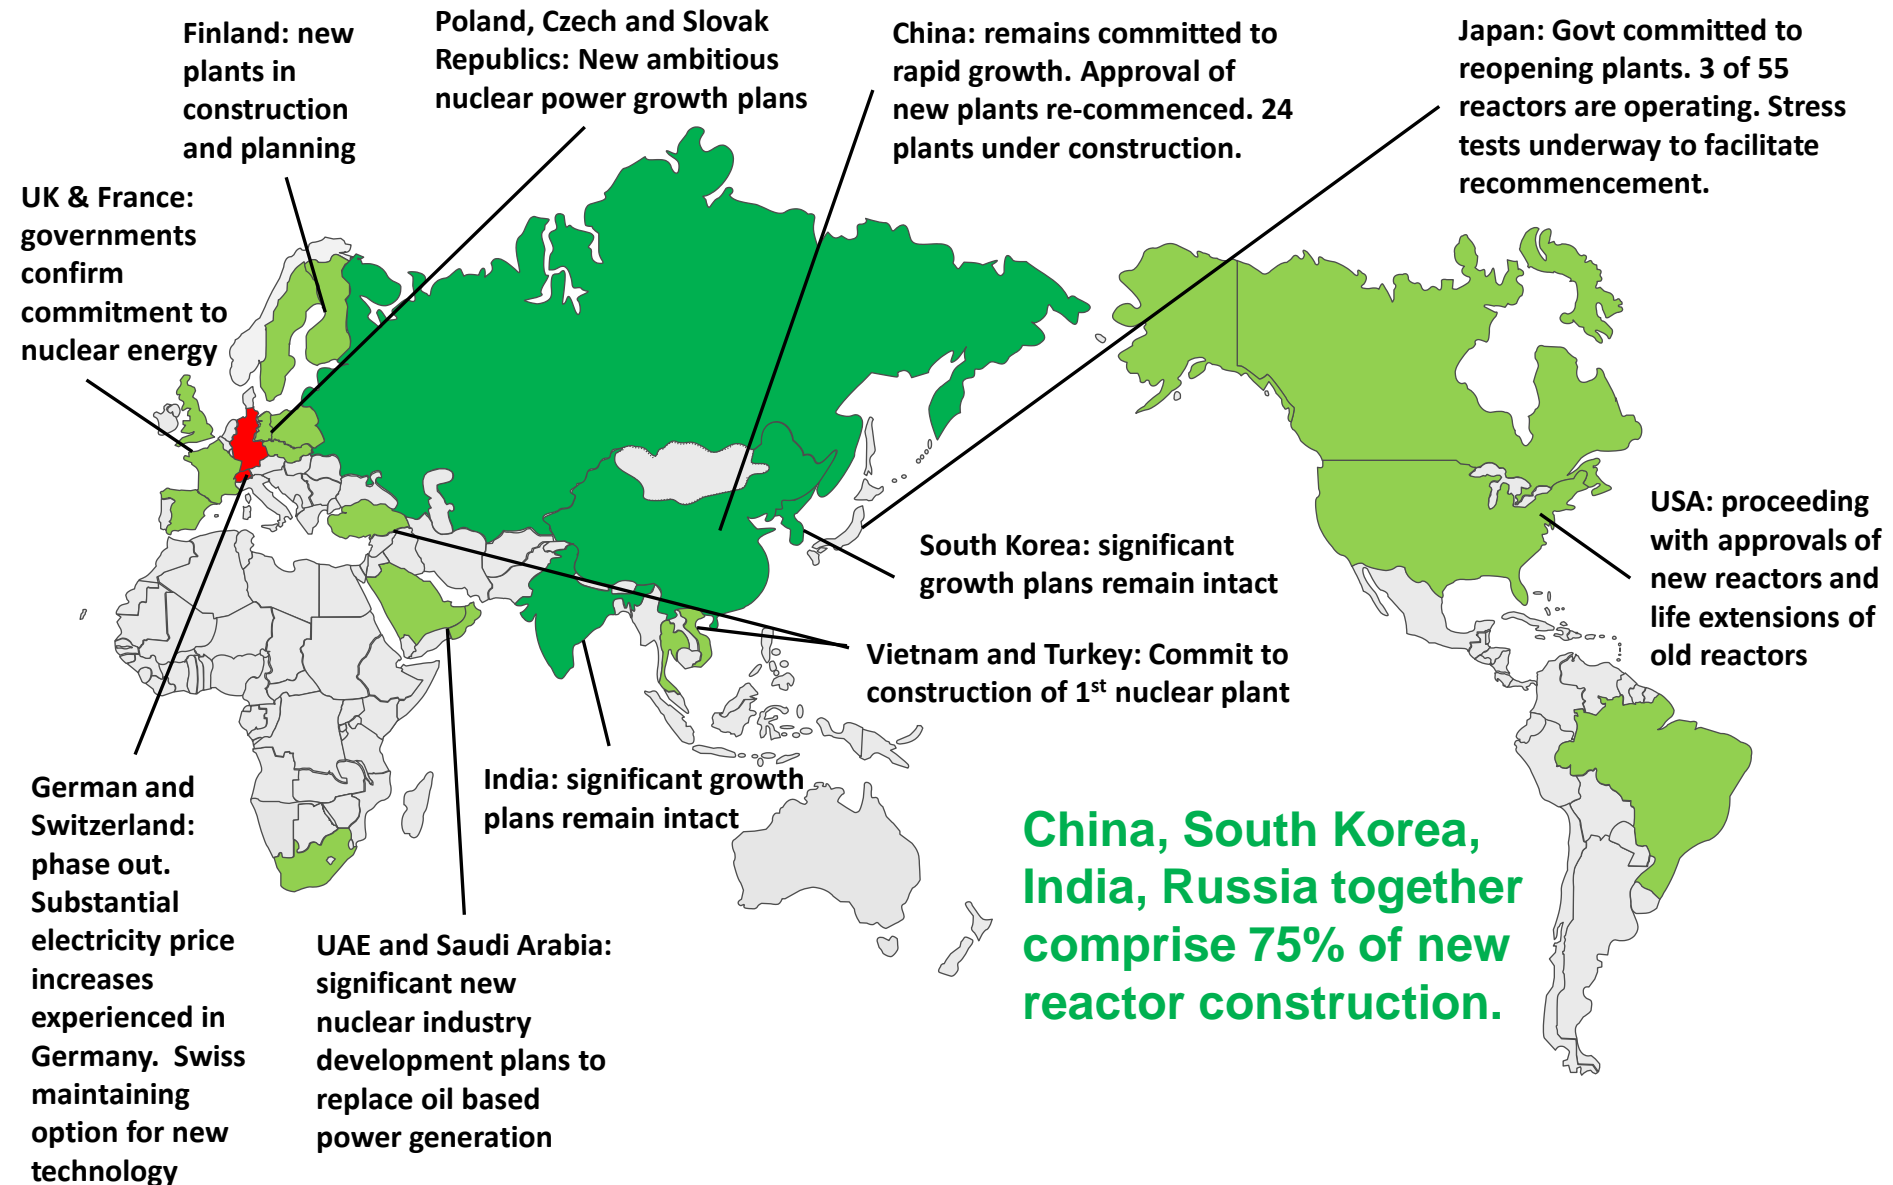 Finland: new
plants in
construction
and planning
Poland, Czech and Slovak
Republics: New ambitious
nuclear power growth plans
China: remains committed to
rapid growth. Approval of
new plants re-commenced. 24
plants under construction.
Japan: Govt committed to
reopening plants. 3 of 55
reactors are operating. Stress
tests underway to facilitate
recommencement.
UK & France:
governments
confirm
commitment to
nuclear energy
USA: proceeding
with approvals of
new reactors and
life extensions of
old reactors
South Korea: significant
growth plans remain intact
Vietnam and Turkey: Commit to
construction of 1st nuclear plant
India: significant growth
plans remain intact
German and
Switzerland:
phase out.
Substantial
electricity price
increases
experienced in
Germany.  Swiss
maintaining
option for new
technology
UAE and Saudi Arabia:
significant new
nuclear industry
development plans to
replace oil based
power generation
China, South Korea,
India, Russia together
comprise 75% of new
reactor construction.